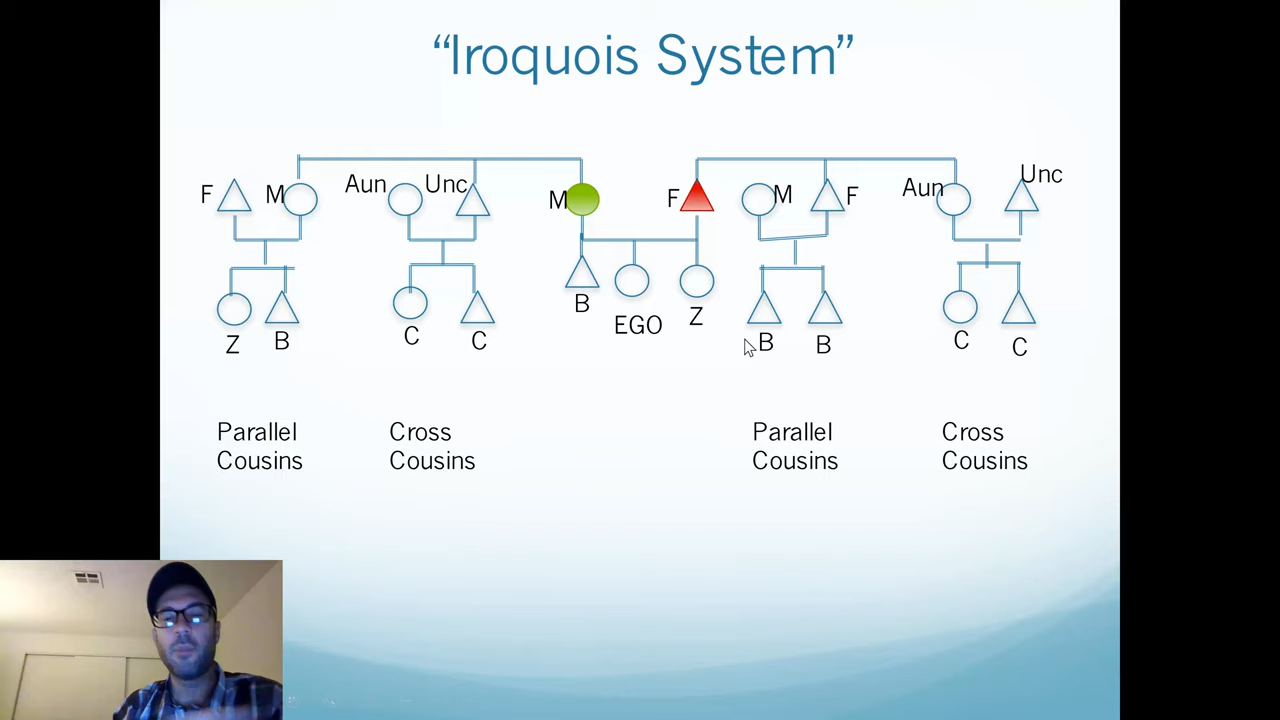 “Iroquois System”
F M Aun Unc M F M F Aun Unc
Z B C C B EGO Z B B C C
Parallel Cousins
Cross Cousins
Parallel Cousins
Cross Cousins